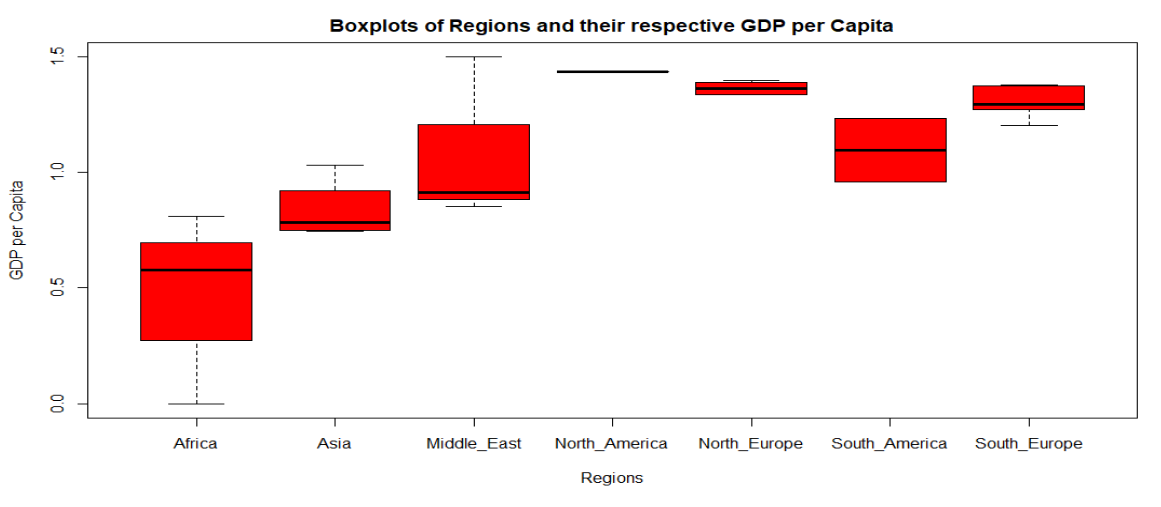 Boxplots of Regions and their respective GDP per Capita
GDP per Capita
1.5
1.0
0.5
0.0
Africa Asia Middle_East North_America North_Europe South_America South_Europe
Regions